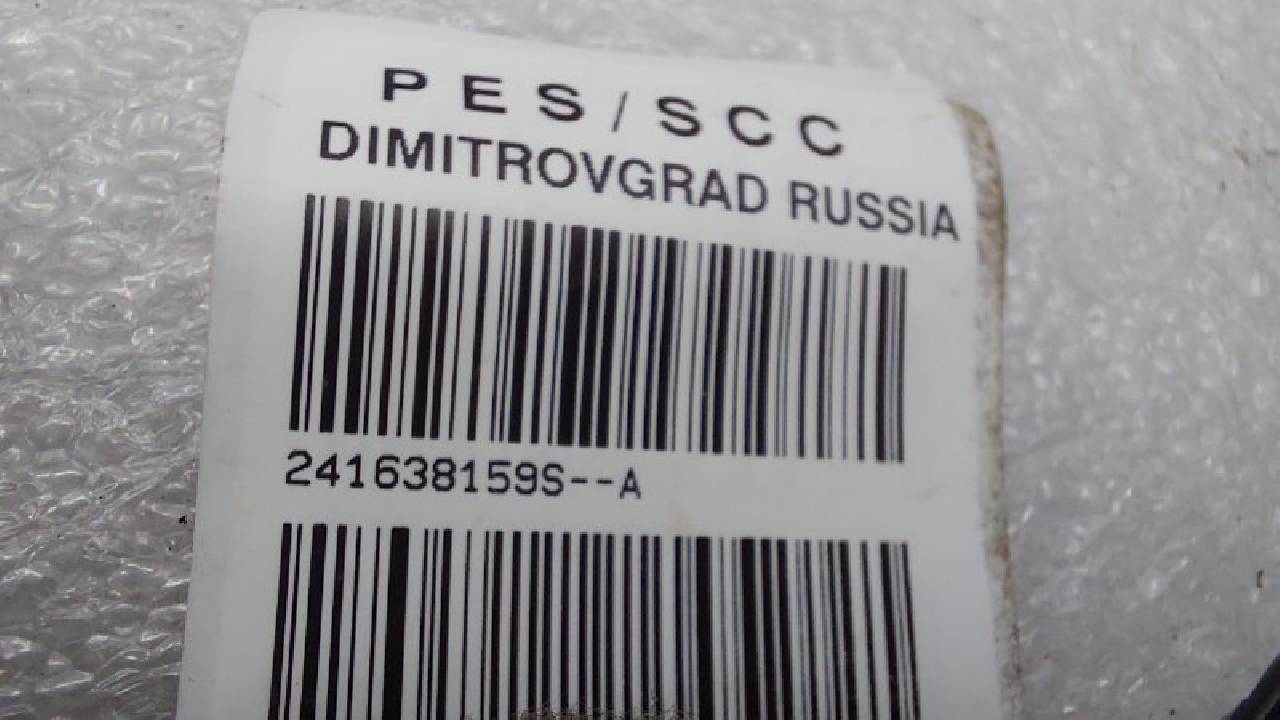 PES/SCC
DIMITROVGRAD RUSSIA
241638159S--A